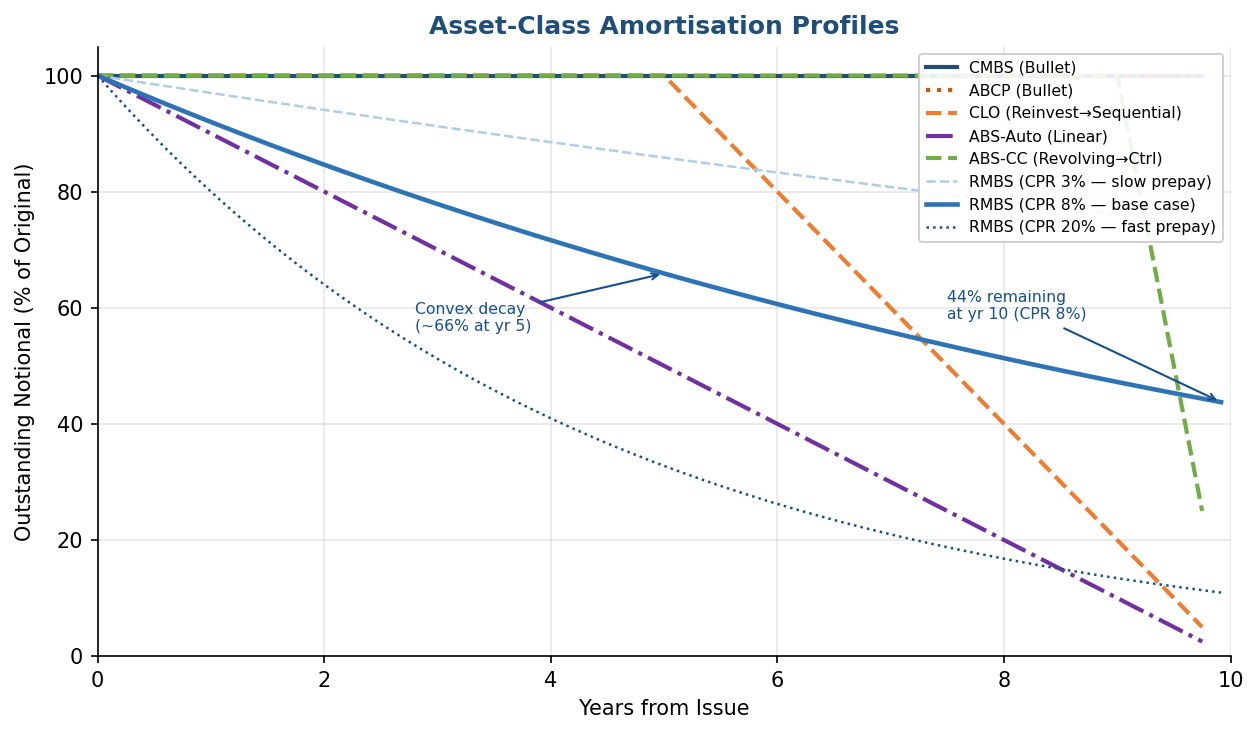 Asset-Class Amortisation Profiles
Outstanding Notional (% of Original)
100
80
60
40
20
0
CMBS (Bullet)
ABCP (Bullet)
CLO (Reinvest→Sequential)
ABS-Auto (Linear)
ABS-CC (Revolving→Ctrl)
RMBS (CPR 3% — slow prepay)
RMBS (CPR 8% — base case)
RMBS (CPR 20% — fast prepay)
Convex decay
(~66% at yr 5)
44% remaining
at yr 10 (CPR 8%)
0
2
4
6
8
10
Years from Issue